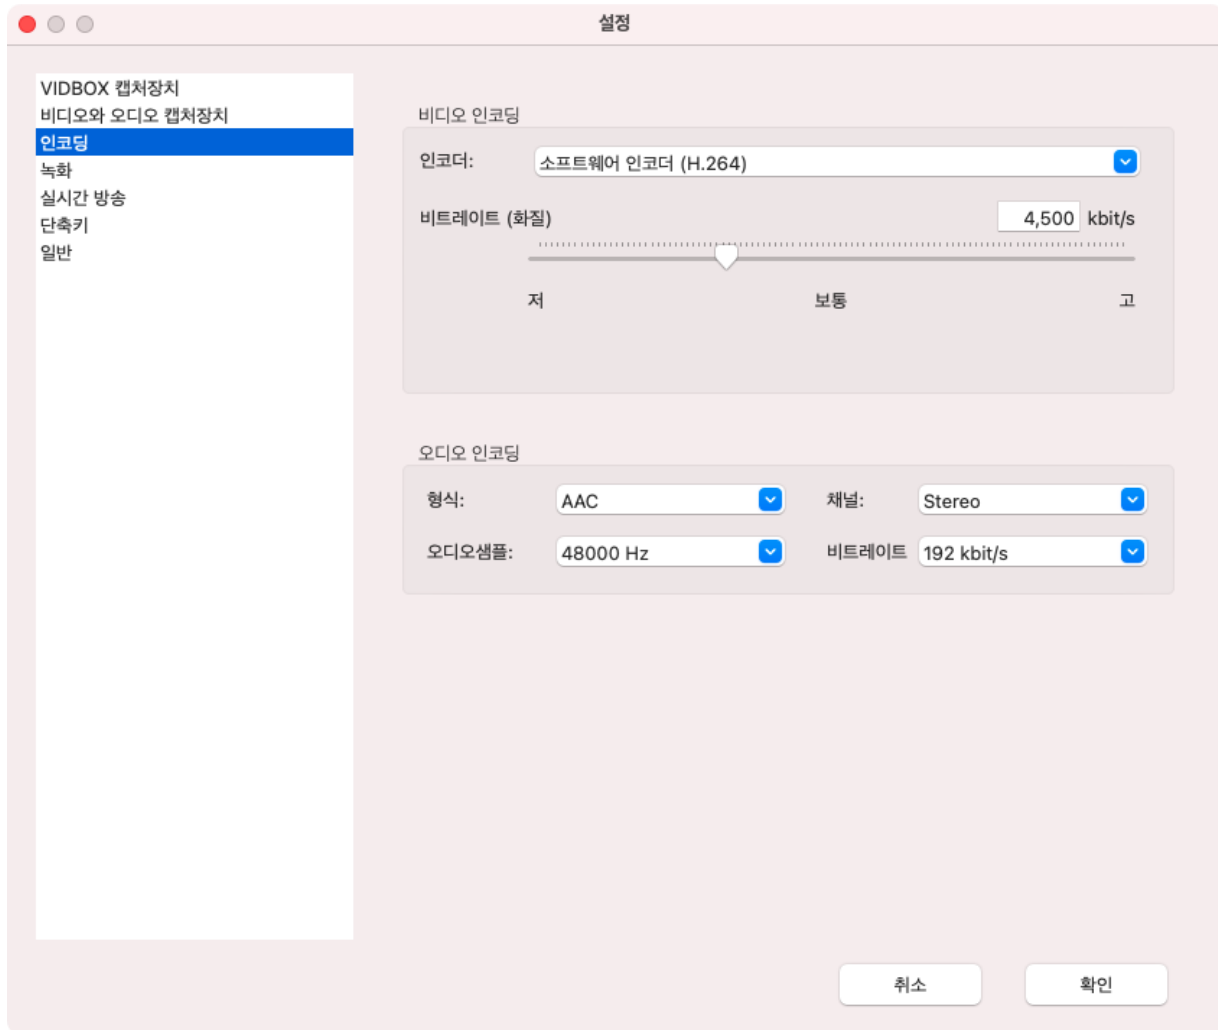 설정
VIDBOX 캡처장치
비디오와 오디오 캡처장치
인코딩
녹화
실시간 방송
단축키
일반
비디오 인코딩
인코더: 소프트웨어 인코더 (H.264)
비트레이트 (화질) 4,500 kbit/s
저 보통 고
오디오 인코딩
형식: AAC 채널: Stereo
오디오샘플: 48000 Hz 비트레이트 192 kbit/s
취소 확인